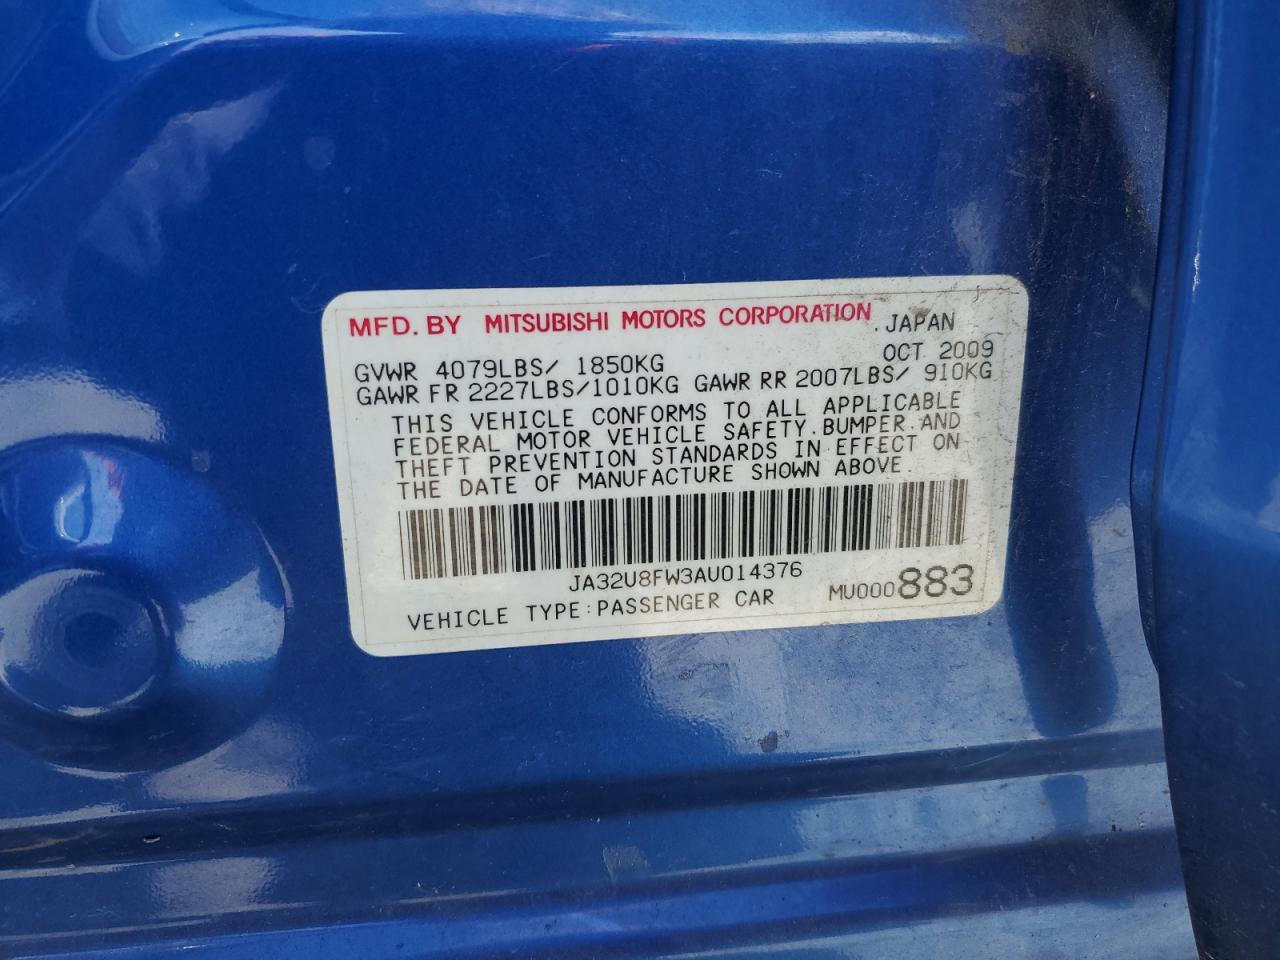 MFD. BY MITSUBISHI MOTORS CORPORATION JAPAN
GVWR 4079LBS/ 1850KG OCT 2009
GAWR FR 2227LBS/1010KG GAWR RR 2007LBS/ 910KG
THIS VEHICLE CONFORMS TO ALL APPLICABLE
FEDERAL MOTOR VEHICLE SAFETY. BUMPER. AND
THEFT PREVENTION STANDARDS IN EFFECT ON
THE DATE OF MANUFACTURE SHOWN ABOVE.
JA32U8FW3AU014376
VEHICLE TYPE:PASSENGER CAR MU000883